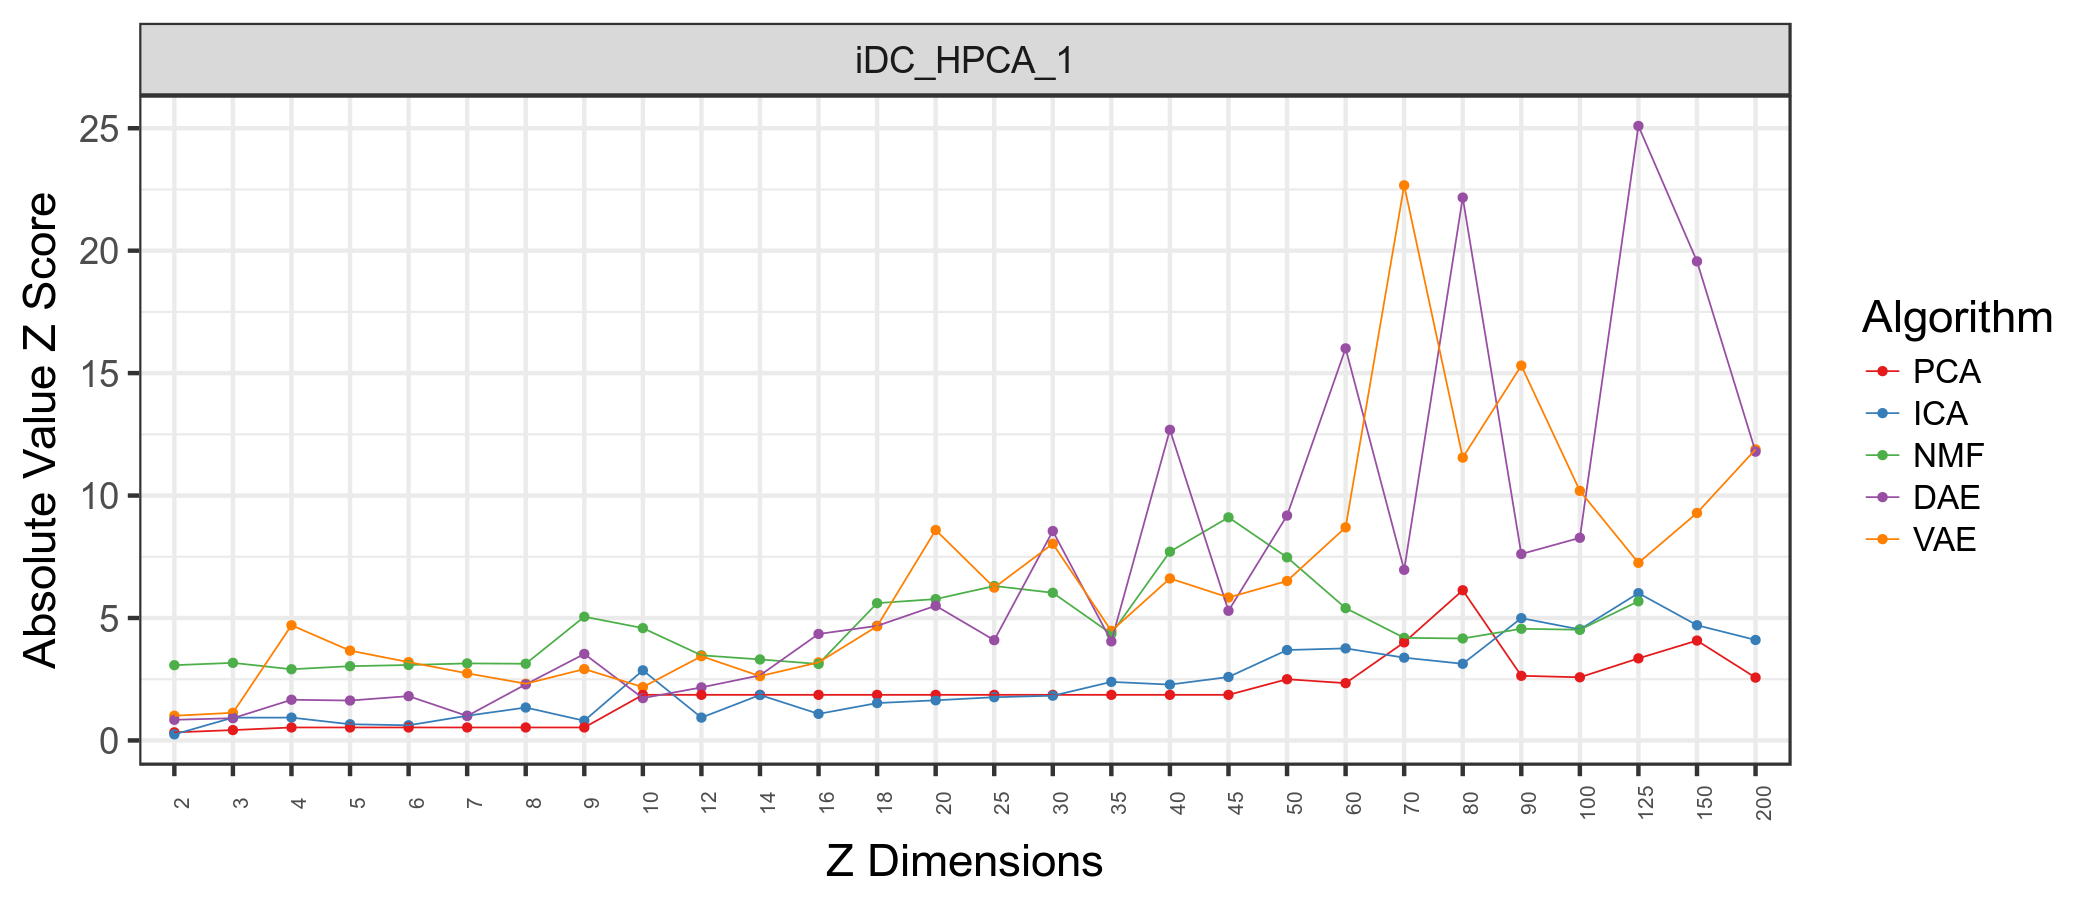 iDC_HPCA_1
25
20
15
10
5
0
Absolute Value Z Score
2 3 4 5 6 7 8 9 10 12 14 16 18 20 25 30 35 40 45 50 60 70 80 90 100 125 150 200
Z Dimensions
Algorithm
PCA
ICA
NMF
DAE
VAE